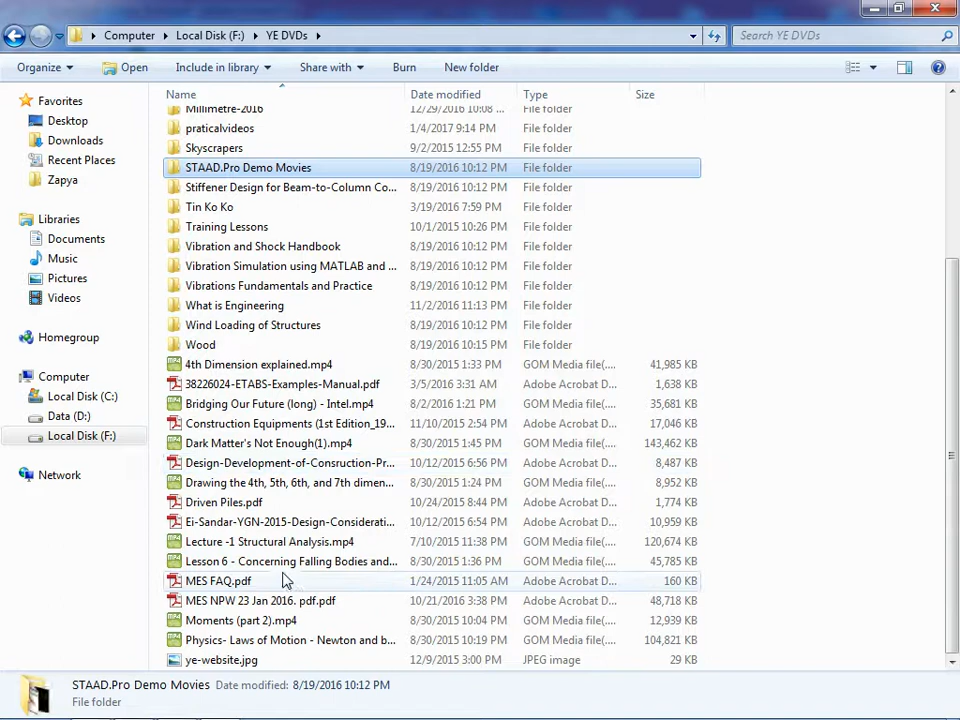 Computer Local Disk (F:) YE DVDs Search YE DVDs
Organize Open Include in library Share with Burn New folder
Name Date modified Type Size
Favorites
Desktop
Downloads
Recent Places
Zapya
Libraries
Documents
Music
Pictures
Videos
Homegroup
Computer
Local Disk (C:)
Data (D:)
Local Disk (F:)
Network
Millimetre-2016 12/29/2016 10:08 ... File folder
praticalvideos 1/4/2017 9:14 PM File folder
Skyscrapers 9/2/2015 12:55 PM File folder
STAAD.Pro Demo Movies 8/19/2016 10:12 PM File folder
Stiffener Design for Beam-to-Column Co... 8/19/2016 10:12 PM File folder
Tin Ko Ko 3/19/2016 7:59 PM File folder
Training Lessons 10/1/2015 10:26 PM File folder
Vibration and Shock Handbook 8/19/2016 10:12 PM File folder
Vibration Simulation using MATLAB and ... 8/19/2016 10:12 PM File folder
Vibrations Fundamentals and Practice 8/19/2016 10:12 PM File folder
What is Engineering 11/2/2016 11:13 PM File folder
Wind Loading of Structures 8/19/2016 10:12 PM File folder
Wood 8/19/2016 10:15 PM File folder
4th Dimension explained.mp4 8/30/2015 1:33 PM GOM Media file(.... 41,985 KB
38226024-ETABS-Examples-Manual.pdf 3/5/2016 3:31 AM Adobe Acrobat D... 1,638 KB
Bridging Our Future (long) - Intel.mp4 8/2/2016 1:21 PM GOM Media file(.... 35,681 KB
Construction Equipments (1st Edition_19... 11/10/2015 2:54 PM Adobe Acrobat D... 17,046 KB
Dark Matter's Not Enough(1).mp4 8/30/2015 1:45 PM GOM Media file(.... 143,462 KB
Design-Development-of-Consruction-Pr... 10/12/2015 6:56 PM Adobe Acrobat D... 8,487 KB
Drawing the 4th, 5th, 6th, and 7th dimen... 8/30/2015 1:24 PM GOM Media file(.... 8,952 KB
Driven Piles.pdf 10/24/2015 8:44 PM Adobe Acrobat D... 1,774 KB
Ei-Sandar-YGN-2015-Design-Considerati... 10/12/2015 6:54 PM Adobe Acrobat D... 10,959 KB
Lecture -1 Structural Analysis.mp4 7/10/2015 11:38 PM GOM Media file(.... 120,674 KB
Lesson 6 - Concerning Falling Bodies and... 8/30/2015 1:36 PM GOM Media file(.... 45,785 KB
MES FAQ.pdf 1/24/2015 11:05 AM Adobe Acrobat D... 160 KB
MES NPW 23 Jan 2016. pdf.pdf 10/21/2016 3:38 PM Adobe Acrobat D... 48,718 KB
Moments (part 2).mp4 8/30/2015 10:04 PM GOM Media file(.... 12,939 KB
Physics- Laws of Motion - Newton and b... 8/30/2015 10:19 PM GOM Media file(.... 104,821 KB
ye-website.jpg 12/9/2015 3:00 PM JPEG image 29 KB
STAAD.Pro Demo Movies Date modified: 8/19/2016 10:12 PM
File folder